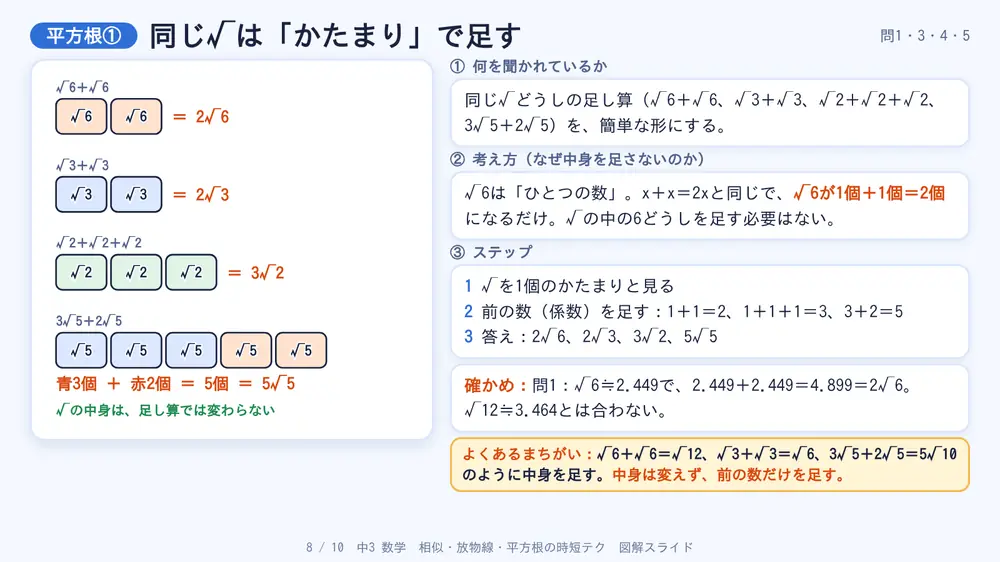 平方根①
同じ√は「かたまり」で足す
問1・3・4・5
√6＋√6
√6 √6 ＝ 2√6
√3＋√3
√3 √3 ＝ 2√3
√2＋√2＋√2
√2 √2 √2 ＝ 3√2
3√5＋2√5
√5 √5 √5 √5 √5
青3個 ＋ 赤2個 ＝ 5個 ＝ 5√5
√の中身は、足し算では変わらない
① 何を聞かれているか
同じ√どうしの足し算（√6＋√6、√3＋√3、√2＋√2＋√2、
3√5＋2√5）を、簡単な形にする。
② 考え方（なぜ中身を足さないのか）
√6は「ひとつの数」。x＋x＝2xと同じで、√6が1個＋1個＝2個
になるだけ。√の中の6どうしを足す必要はない。
③ ステップ
1 √を1個のかたまりと見る
2 前の数（係数）を足す：1＋1＝2、1＋1＋1＝3、3＋2＝5
3 答え：2√6、2√3、3√2、5√5
確かめ：問1：√6≒2.449で、2.449＋2.449＝4.899＝2√6。
√12≒3.464とは合わない。
よくあるまちがい：√6＋√6＝√12、√3＋√3＝√6、3√5＋2√5＝5√10
のように中身を足す。中身は変えず、前の数だけを足す。
8 / 10　中3 数学　相似・放物線・平方根の時短テク　図解スライド